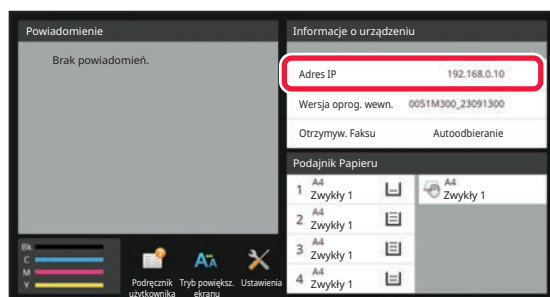 Powiadomienie
Brak powiadomień.
Informacje o urządzeniu
Adres IP 192.168.0.10
Wersja oprog. wewn. 0051M300_23091300
Otrzymyw. Faksu Autoodbieranie
Podajnik Papieru
1 A4 Zwykły 1
A4 Zwykły 1
2 A4 Zwykły 1
3 A4 Zwykły 1
4 A4 Zwykły 1
Bk
C
M
Y
Podręcznik użytkownika
Tryb powiększ. ekranu
Ustawienia